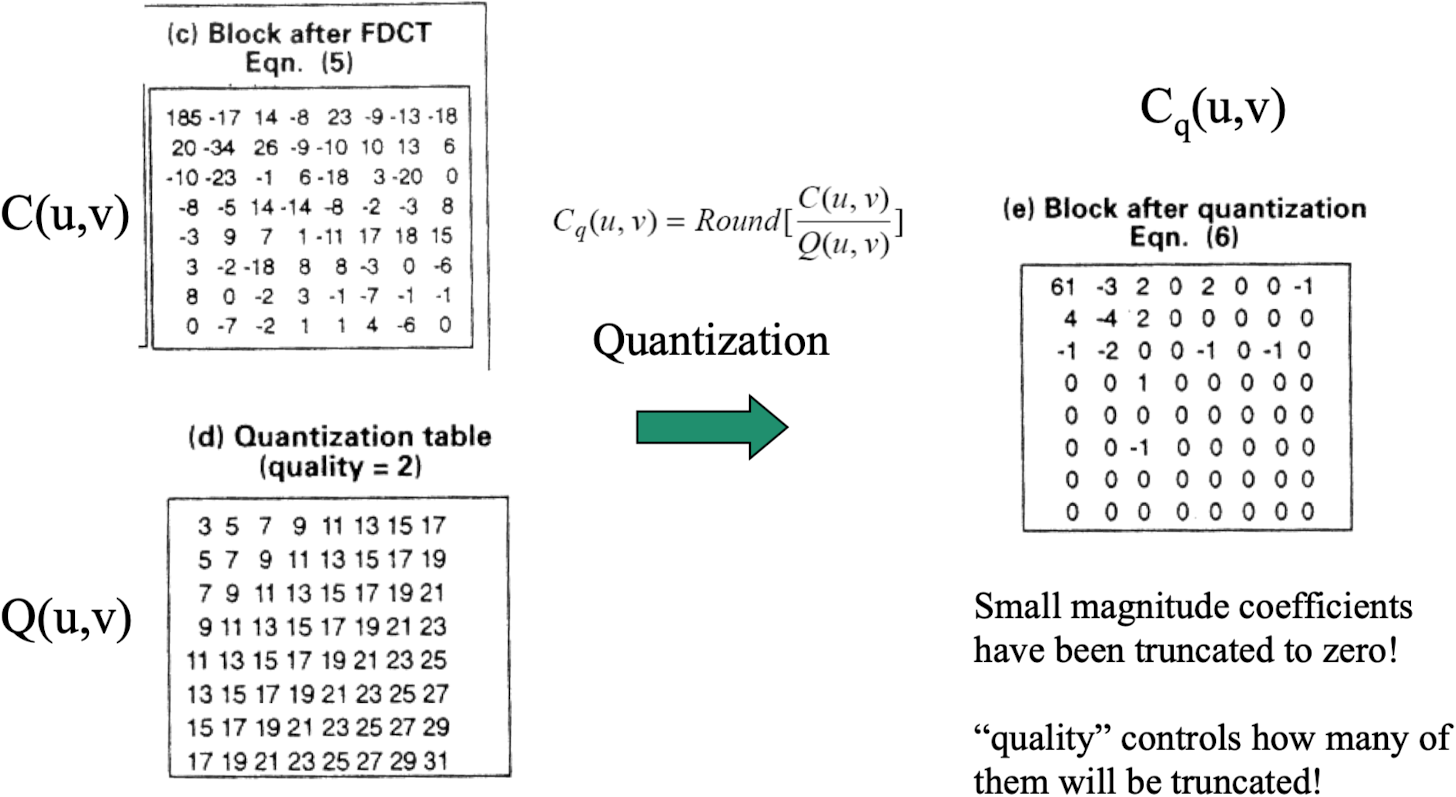 (c) Block after FDCT
Eqn. (5)
185 -17 14 -8 23 -9 -13 -18
20 -34 26 -9 -10 10 13 6
-10 -23 -1 6 -18 3 -20 0
-8 -5 14 -14 -8 -2 -3 8
-3 9 7 1 -11 17 18 15
3 -2 -18 8 8 -3 0 -6
8 0 -2 3 -1 -7 -1 -1
0 -7 -2 1 1 4 -6 0
C(u,v)
(d) Quantization table
(quality = 2)
3 5 7 9 11 13 15 17
5 7 9 11 13 15 17 19
7 9 11 13 15 17 19 21
9 11 13 15 17 19 21 23
11 13 15 17 19 21 23 25
13 15 17 19 21 23 25 27
15 17 19 21 23 25 27 29
17 19 21 23 25 27 29 31
Q(u,v)
C_q(u, v) = Round[C(u, v) / Q(u, v)]
Quantization
C_q(u,v)
(e) Block after quantization
Eqn. (6)
61 -3 2 0 2 0 0 -1
4 -4 2 0 0 0 0 0
-1 -2 0 0 -1 0 -1 0
0 0 1 0 0 0 0 0
0 0 0 0 0 0 0 0
0 0 -1 0 0 0 0 0
0 0 0 0 0 0 0 0
0 0 0 0 0 0 0 0
Small magnitude coefficients
have been truncated to zero!
“quality” controls how many of
them will be truncated!